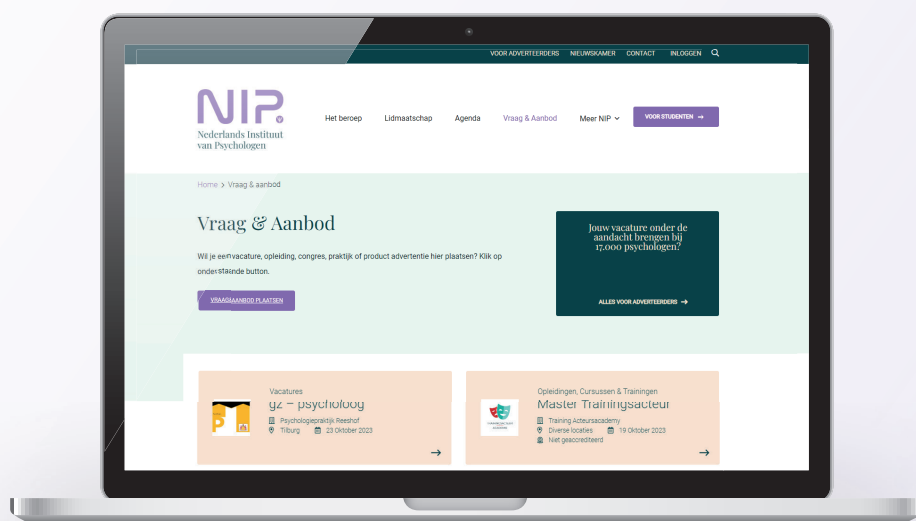 VOOR ADVERTEERDERS NIEUWSKAMER CONTACT INLOGGEN
NIP
Nederlands Instituut
van Psychologen
Het beroep Lidmaatschap Agenda Vraag & Aanbod Meer NIP VOOR STUDENTEN →
Home > Vraag & aanbod
Vraag & Aanbod
Wil je een vacature, opleiding, congres, praktijk of product advertentie hier plaatsen? Klik op
onderstaande button.
VRAAG/AANBOD PLAATSEN
Jouw vacature onder de
aandacht brengen bij
17.000 psychologen?
ALLES VOOR ADVERTEERDERS →
Vacatures
gz – psycholoog
Psychologiepraktijk Reeshof
Tilburg 23 Oktober 2023
→
Opleidingen, Cursussen & Trainingen
Master Trainingsacteur
Training Acteursacademy
Diverse locaties 19 Oktober 2023
Niet geaccrediteerd
→